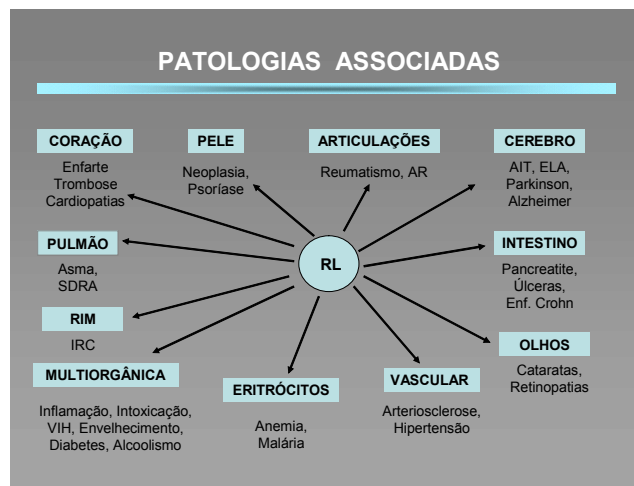 PATOLOGIAS ASSOCIADAS
CORAÇÃO
Enfarte
Trombose
Cardiopatias
PELE
Neoplasia,
Psoríase
ARTICULAÇÕES
Reumatismo, AR
CEREBRO
AIT, ELA,
Parkinson,
Alzheimer
PULMÃO
Asma,
SDRA
RL
INTESTINO
Pancreatite,
Úlceras,
Enf. Crohn
RIM
IRC
OLHOS
Cataratas,
Retinopatias
MULTIORGÂNICA
Inflamação, Intoxicação,
VIH, Envelhecimento,
Diabetes, Alcoolismo
ERITRÓCITOS
Anemia,
Malária
VASCULAR
Arteriosclerose,
Hipertensão